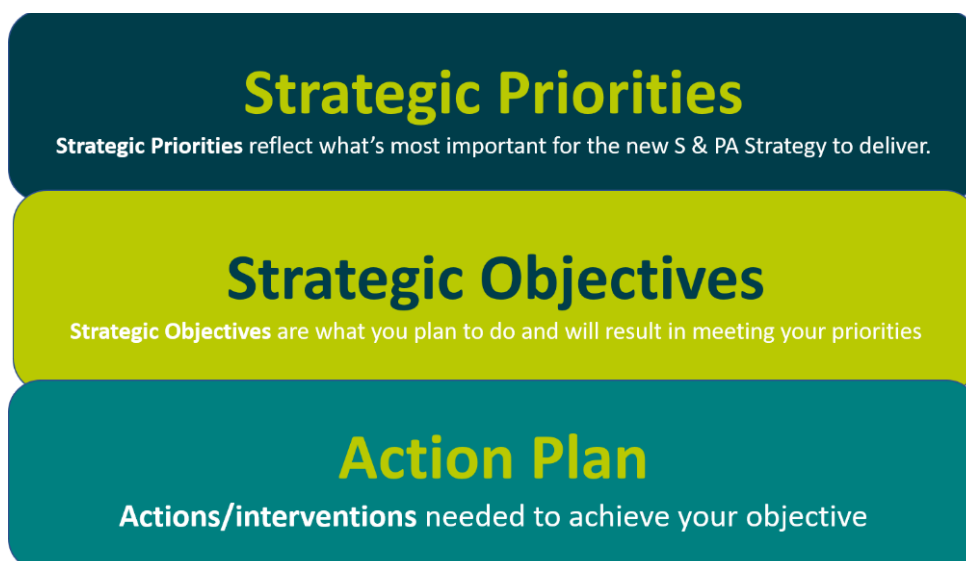 Strategic Priorities
Strategic Priorities reflect what's most important for the new S & PA Strategy to deliver.
Strategic Objectives
Strategic Objectives are what you plan to do and will result in meeting your priorities
Action Plan
Actions/interventions needed to achieve your objective